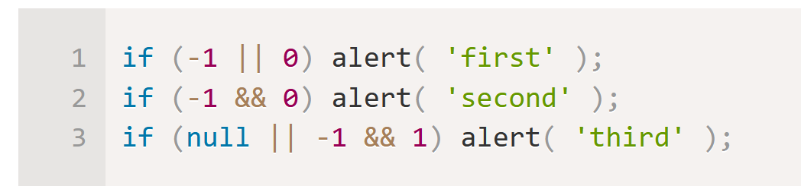 1 if (-1 || 0) alert( 'first' );
2 if (-1 && 0) alert( 'second' );
3 if (null || -1 && 1) alert( 'third' );